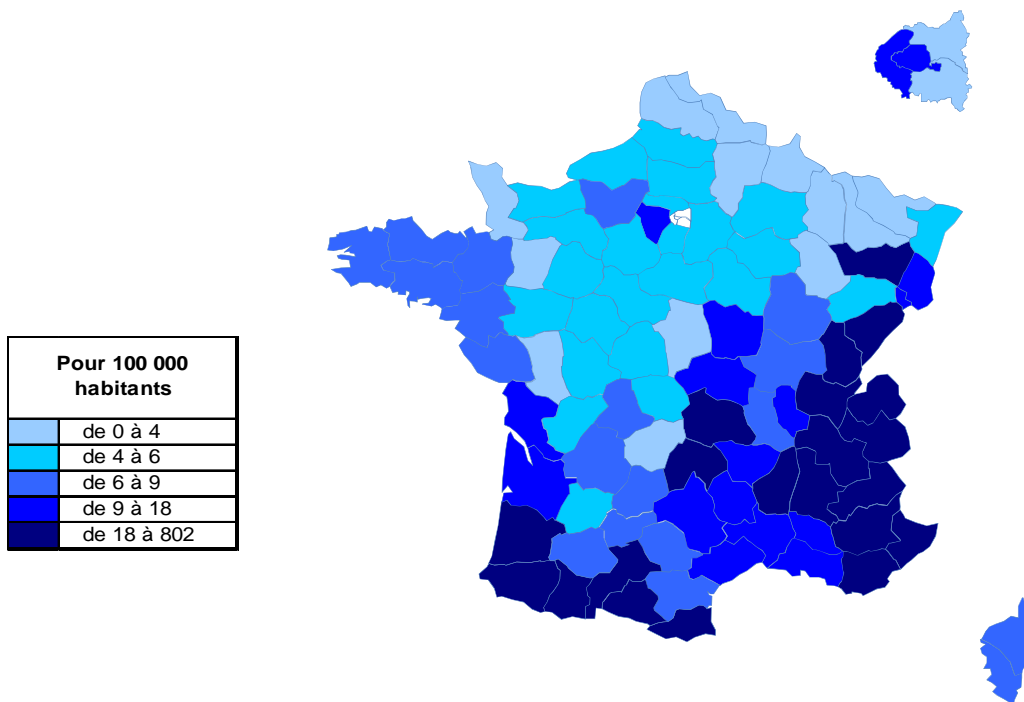 Pour 100 000
habitants
de 0 à 4
de 4 à 6
de 6 à 9
de 9 à 18
de 18 à 802